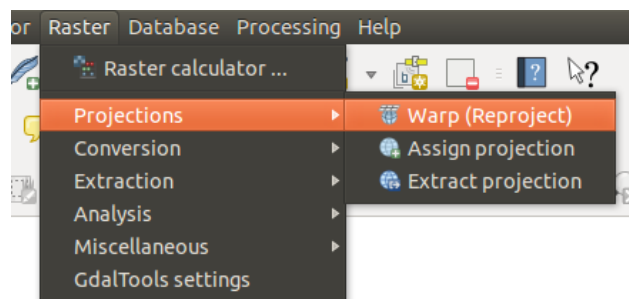 or Raster Database Processing Help
Raster calculator ...
Projections
Warp (Reproject)
Conversion
Assign projection
Extraction
Extract projection
Analysis
Miscellaneous
GdalTools settings